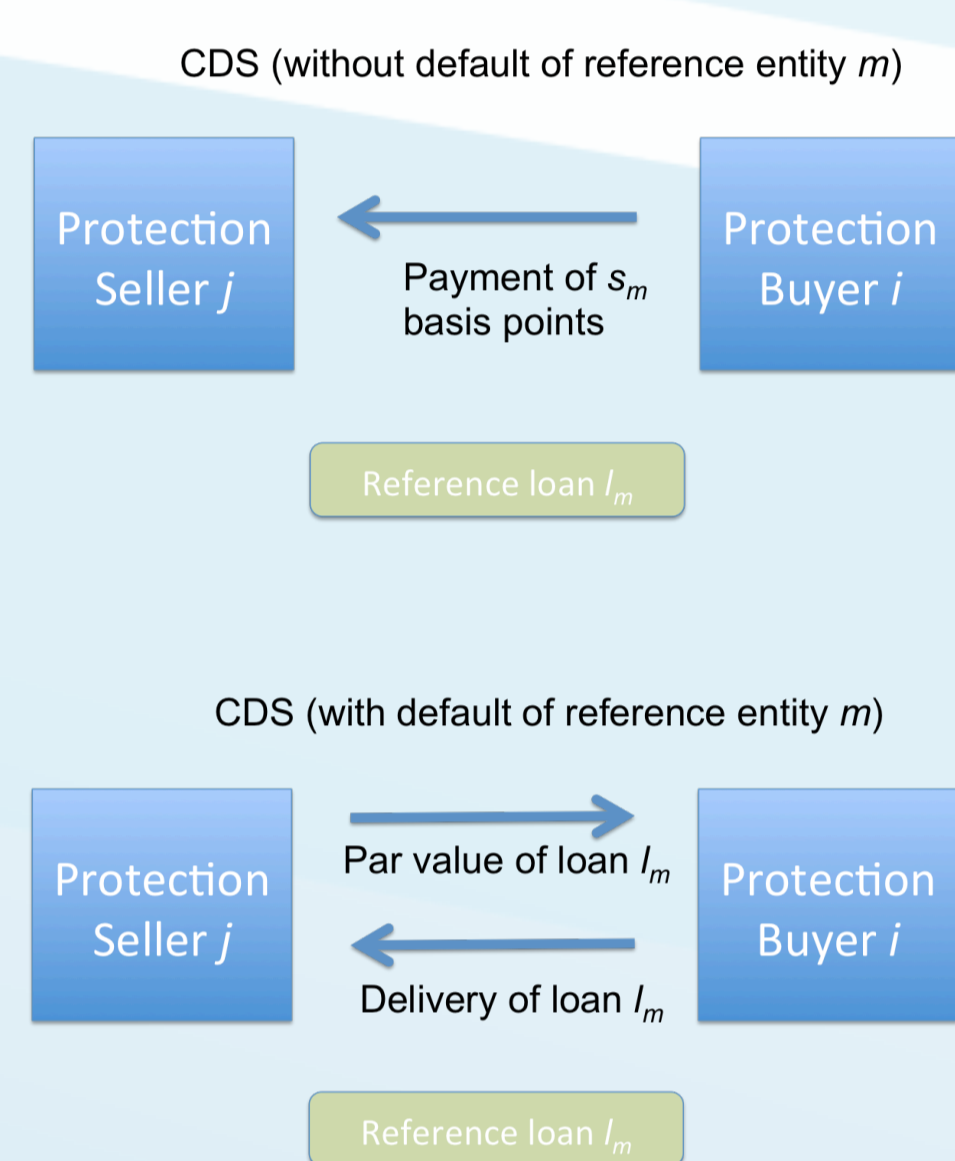 CDS (without default of reference entity m)
Protection
Seller j
Payment of sₘ
basis points
Protection
Buyer i
Reference loan lₘ
CDS (with default of reference entity m)
Protection
Seller j
Par value of loan lₘ
Delivery of loan lₘ
Protection
Buyer i
Reference loan lₘ